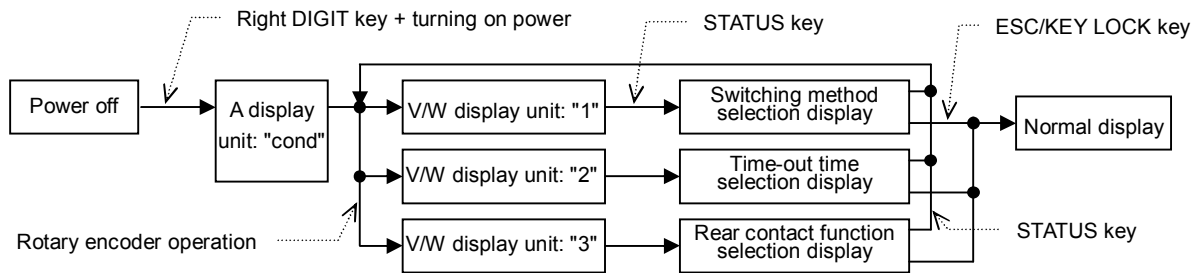 Right DIGIT key + turning on power
STATUS key
ESC/KEY LOCK key
Power off
A display
unit: "cond"
V/W display unit: "1"
Switching method
selection display
Normal display
V/W display unit: "2"
Time-out time
selection display
V/W display unit: "3"
Rear contact function
selection display
Rotary encoder operation
STATUS key